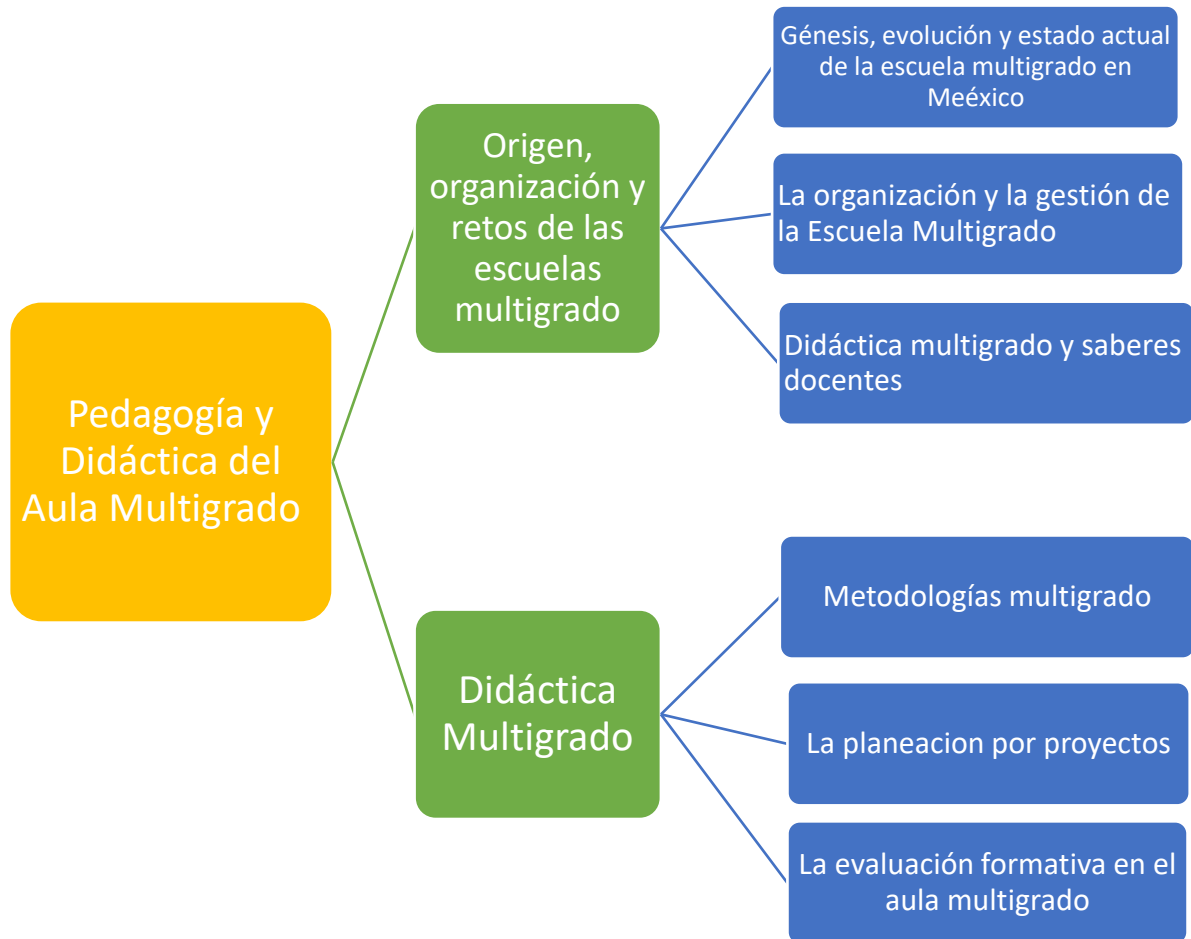 Pedagogía y
Didáctica del
Aula Multigrado
Origen,
organización y
retos de las
escuelas
multigrado
Génesis, evolución y estado actual
de la escuela multigrado en
Meéxico
La organización y la gestión de
la Escuela Multigrado
Didáctica multigrado y saberes
docentes
Didáctica
Multigrado
Metodologías multigrado
La planeacion por proyectos
La evaluación formativa en el
aula multigrado